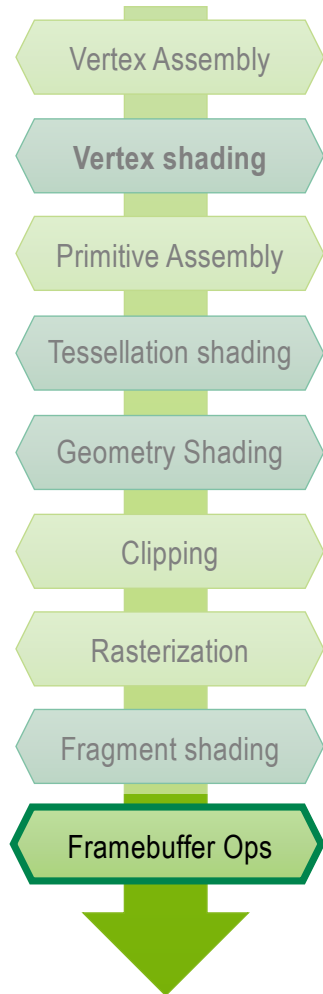 Vertex Assembly
Vertex shading
Primitive Assembly
Tessellation shading
Geometry Shading
Clipping
Rasterization
Fragment shading
Framebuffer Ops